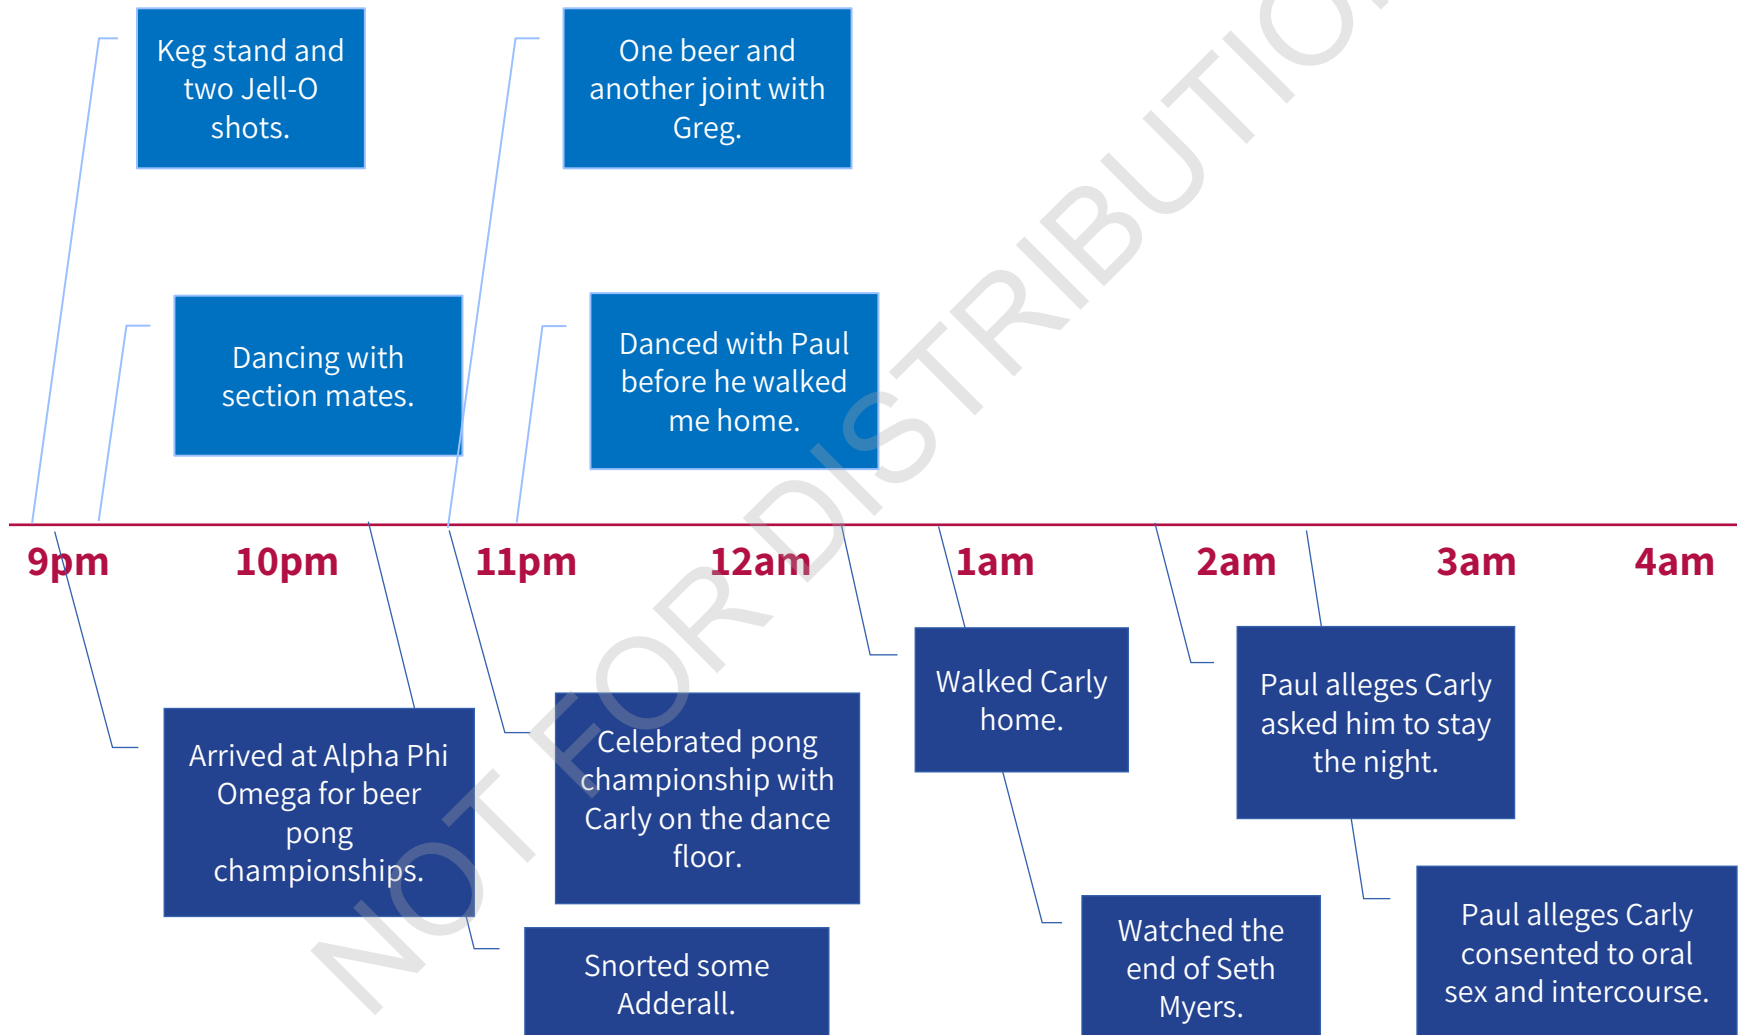 Keg stand and
two Jell-O
shots.
One beer and
another joint with
Greg.
Dancing with
section mates.
Danced with Paul
before he walked
me home.
9pm
10pm
11pm
12am
1am
2am
3am
4am
Arrived at Alpha Phi
Omega for beer
pong
championships.
Snorted some
Adderall.
Celebrated pong
championship with
Carly on the dance
floor.
Walked Carly
home.
Watched the
end of Seth
Myers.
Paul alleges Carly
asked him to stay
the night.
Paul alleges Carly
consented to oral
sex and intercourse.
NOT FOR DISTRIBUTION